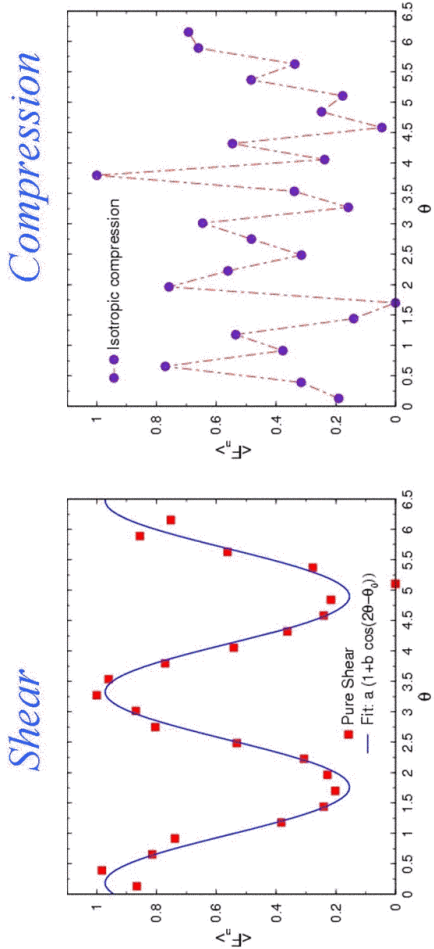 Shear
Compression
1
0.8
0.6
0.4
0.2
0
<F_n>
Pure Shear
Fit: a (1+b cos(2θ-θ_0))
0 0.5 1 1.5 2 2.5 3 3.5 4 4.5 5 5.5 6 6.5
θ
1
0.8
0.6
0.4
0.2
0
<F_n>
Isotropic compression
0 0.5 1 1.5 2 2.5 3 3.5 4 4.5 5 5.5 6 6.5
θ